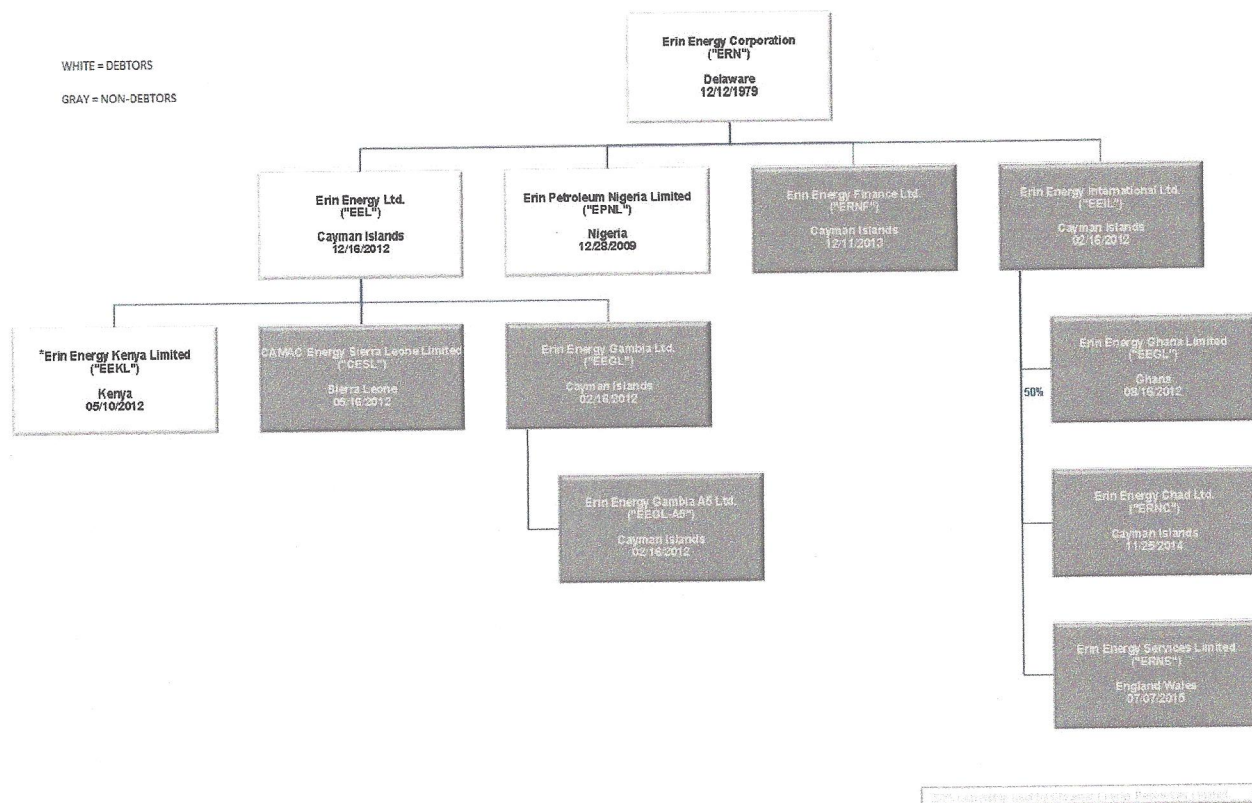 WHITE = DEBTORS
GRAY = NON-DEBTORS
Erin Energy Corporation
("ERN")
Delaware
12/12/1979
Erin Energy Ltd.
("EEL")
Cayman Islands
12/16/2012
Erin Petroleum Nigeria Limited
("EPNL")
Nigeria
12/28/2009
Erin Energy Finance Ltd.
("ERNF")
Cayman Islands
12/11/2013
Erin Energy International Ltd.
("EEIL")
Cayman Islands
02/16/2012
*Erin Energy Kenya Limited
("EEKL")
Kenya
05/10/2012
CAMAC Energy Sierra Leone Limited
("CESL")
Sierra Leone
05/16/2012
Erin Energy Gambia Ltd.
("EEGL")
Cayman Islands
02/16/2012
Erin Energy Ghana Limited
("EEGL")
Ghana
08/16/2012
50%
Erin Energy Gambia A5 Ltd.
("EEGL-A5")
Cayman Islands
02/16/2012
Erin Energy Chad Ltd.
("ERNC")
Cayman Islands
11/25/2014
Erin Energy Services Limited
("ERNS")
England Wales
07/07/2015